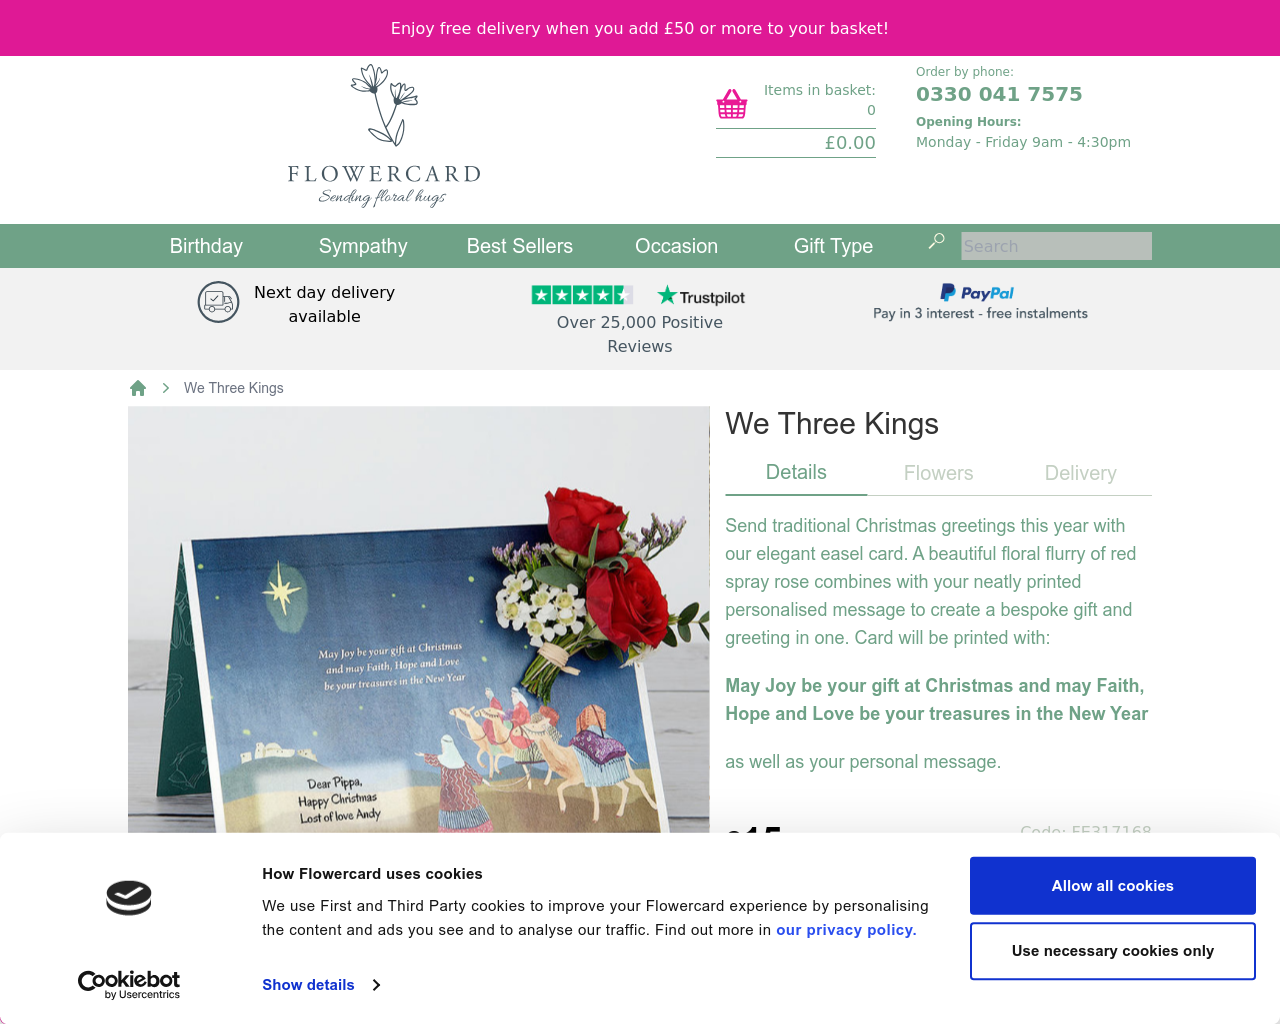 Enjoy free delivery when you add £50 or more to your basket!
FLOWERCARD
Sending floral hugs
Items in basket:
0
£0.00
Order by phone:
0330 041 7575
Opening Hours:
Monday - Friday 9am - 4:30pm
Birthday
Sympathy
Best Sellers
Occasion
Gift Type
Search
Next day delivery
available
Trustpilot
Over 25,000 Positive
Reviews
PayPal
Pay in 3 interest - free instalments
We Three Kings
We Three Kings
Details
Flowers
Delivery
Send traditional Christmas greetings this year with
our elegant easel card. A beautiful floral flurry of red
spray rose combines with your neatly printed
personalised message to create a bespoke gift and
greeting in one. Card will be printed with:
May Joy be your gift at Christmas and may Faith,
Hope and Love be your treasures in the New Year
as well as your personal message.
May Joy be your gift at Christmas
and may Faith, Hope and Love
be your treasures in the New Year
Dear Pippa,
Happy Christmas
Lost of love Andy
£15
Code: FF317168
How Flowercard uses cookies
We use First and Third Party cookies to improve your Flowercard experience by personalising
the content and ads you see and to analyse our traffic. Find out more in our privacy policy.
Show details
Allow all cookies
Use necessary cookies only
Cookiebot
by Usercentrics